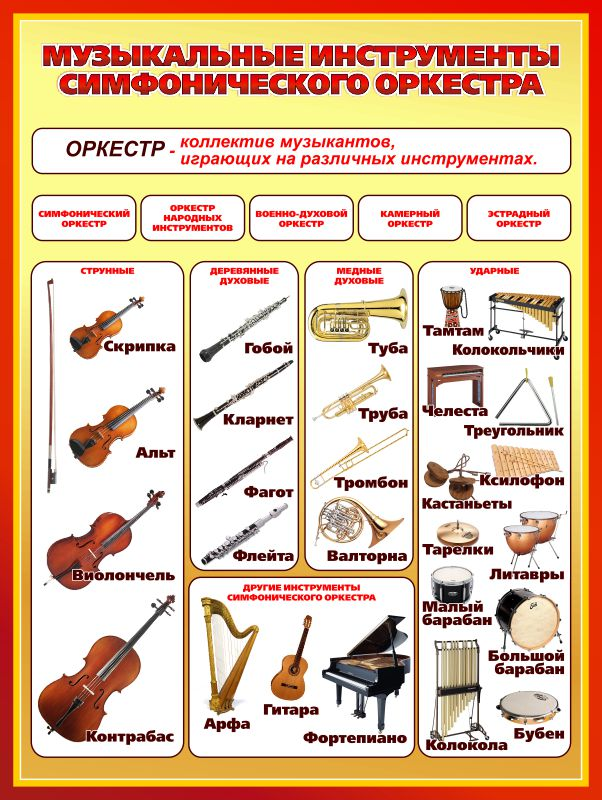 МУЗЫКАЛЬНЫЕ ИНСТРУМЕНТЫ
СИМФОНИЧЕСКОГО ОРКЕСТРА
ОРКЕСТР - коллектив музыкантов,
играющих на различных инструментах.
СИМФОНИЧЕСКИЙ
ОРКЕСТР
ОРКЕСТР
НАРОДНЫХ
ИНСТРУМЕНТОВ
ВОЕННО-ДУХОВОЙ
ОРКЕСТР
КАМЕРНЫЙ
ОРКЕСТР
ЭСТРАДНЫЙ
ОРКЕСТР
СТРУННЫЕ
Скрипка
Альт
Виолончель
Контрабас
ДЕРЕВЯННЫЕ
ДУХОВЫЕ
Гобой
Кларнет
Фагот
Флейта
МЕДНЫЕ
ДУХОВЫЕ
Туба
Труба
Тромбон
Валторна
ДРУГИЕ ИНСТРУМЕНТЫ
СИМФОНИЧЕСКОГО ОРКЕСТРА
Арфа
Гитара
Фортепиано
УДАРНЫЕ
Тамтам
Колокольчики
Челеста
Треугольник
Ксилофон
Кастаньеты
Тарелки
Литавры
Малый
барабан
Большой
барабан
Колокола
Бубен